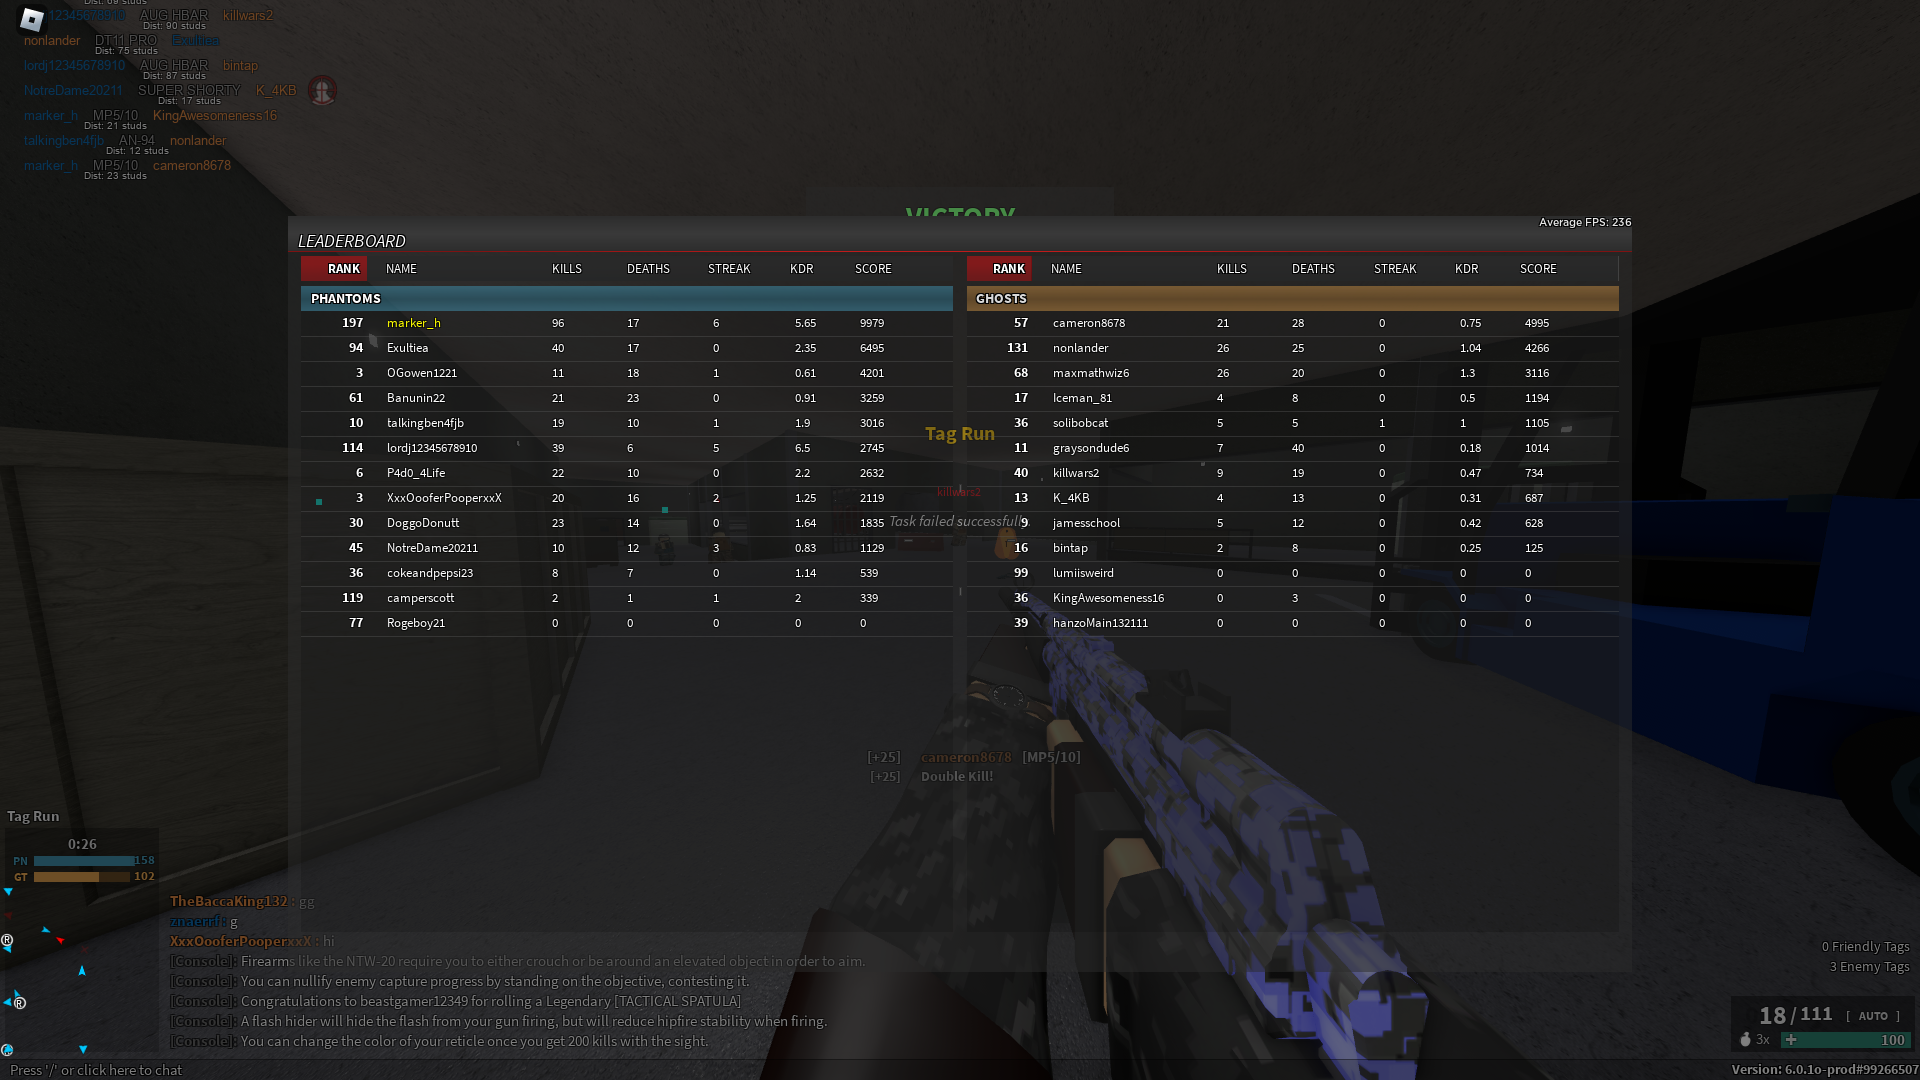 Dist: 69 studs
12345678910 AUG HBAR killwars2
Dist: 90 studs
nonlander DT11 PRO Exultiea
Dist: 75 studs
lordj12345678910 AUG HBAR bintap
Dist: 87 studs
NotreDame20211 SUPER SHORTY K_4KB
Dist: 17 studs
marker_h MP5/10 KingAwesomeness16
Dist: 21 studs
talkingben4fjb AN-94 nonlander
Dist: 12 studs
marker_h MP5/10 cameron8678
Dist: 23 studs
VICTORY
Average FPS: 236
LEADERBOARD
RANK NAME KILLS DEATHS STREAK KDR SCORE
PHANTOMS
197 marker_h 96 17 6 5.65 9979
94 Exultiea 40 17 0 2.35 6495
3 OGowen1221 11 18 1 0.61 4201
61 Banunin22 21 23 0 0.91 3259
10 talkingben4fjb 19 10 1 1.9 3016
114 lordj12345678910 39 6 5 6.5 2745
6 P4d0_4Life 22 10 0 2.2 2632
3 XxxOooferPooperxxX 20 16 2 1.25 2119
30 DoggoDonutt 23 14 0 1.64 1835
45 NotreDame20211 10 12 3 0.83 1129
36 cokeandpepsi23 8 7 0 1.14 539
119 camperscott 2 1 1 2 339
77 Rogeboy21 0 0 0 0 0
RANK NAME KILLS DEATHS STREAK KDR SCORE
GHOSTS
57 cameron8678 21 28 0 0.75 4995
131 nonlander 26 25 0 1.04 4266
68 maxmathwiz6 26 20 0 1.3 3116
17 Iceman_81 4 8 0 0.5 1194
36 solibobcat 5 5 1 1 1105
11 graysondude6 7 40 0 0.18 1014
40 killwars2 9 19 0 0.47 734
13 K_4KB 4 13 0 0.31 687
9 jamesschool 5 12 0 0.42 628
16 bintap 2 8 0 0.25 125
99 lumiisweird 0 0 0 0 0
36 KingAwesomeness16 0 3 0 0 0
39 hanzoMain132111 0 0 0 0 0
Tag Run
killwars2
Task failed successfully
[+25] cameron8678 [MP5/10]
[+25] Double Kill!
Tag Run
0:26
PN 158
GT 102
TheBaccaKing132 : gg
znaerrf : g
XxxOooferPooperxxX : hi
[Console]: Firearms like the NTW-20 require you to either crouch or be around an elevated object in order to aim.
[Console]: You can nullify enemy capture progress by standing on the objective, contesting it.
[Console]: Congratulations to beastgamer12349 for rolling a Legendary [TACTICAL SPATULA]
[Console]: A flash hider will hide the flash from your gun firing, but will reduce hipfire stability when firing.
[Console]: You can change the color of your reticle once you get 200 kills with the sight.
Press '/' or click here to chat
0 Friendly Tags
3 Enemy Tags
18 / 111 [ AUTO ]
3x 100
Version: 6.0.1o-prod#99266507